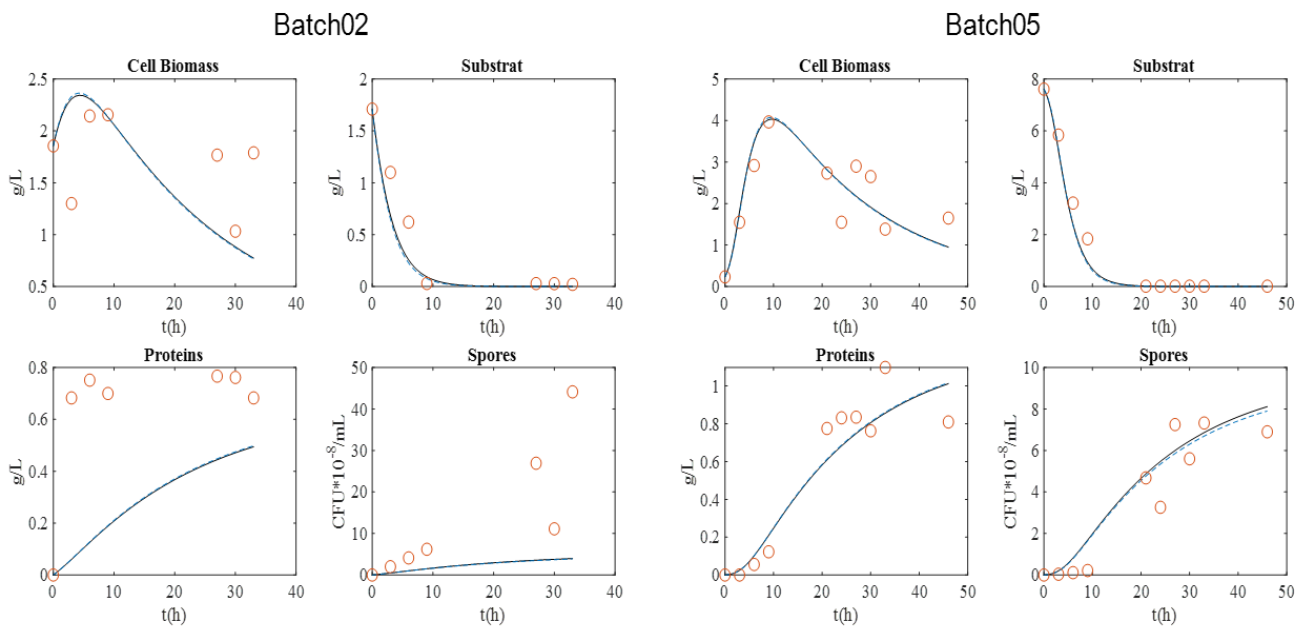 Batch02
Batch05
Cell Biomass
2.5
2
1.5
1
0.5
g/L
0 10 20 30 40
t(h)
Substrat
2
1.5
1
0.5
0
g/L
0 10 20 30 40
t(h)
Cell Biomass
5
4
3
2
1
0
g/L
0 10 20 30 40 50
t(h)
Substrat
8
6
4
2
0
g/L
0 10 20 30 40 50
t(h)
Proteins
0.8
0.6
0.4
0.2
0
g/L
0 10 20 30 40
t(h)
Spores
50
40
30
20
10
0
CFU*10⁻⁸/mL
0 10 20 30 40
t(h)
Proteins
1
0.8
0.6
0.4
0.2
0
g/L
0 10 20 30 40 50
t(h)
Spores
10
8
6
4
2
0
CFU*10⁻⁸/mL
0 10 20 30 40 50
t(h)